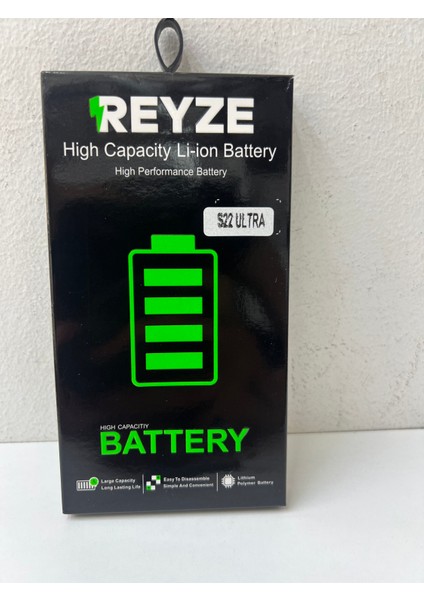 REYZE
High Capacity Li-ion Battery
High Performance Battery
S22 ULTRA
HIGH CAPACITIY
BATTERY
Large Capacity
Long Lasting Life
Easy To Disassemble
Simple And Convenient
Lithium
Polymer Battery